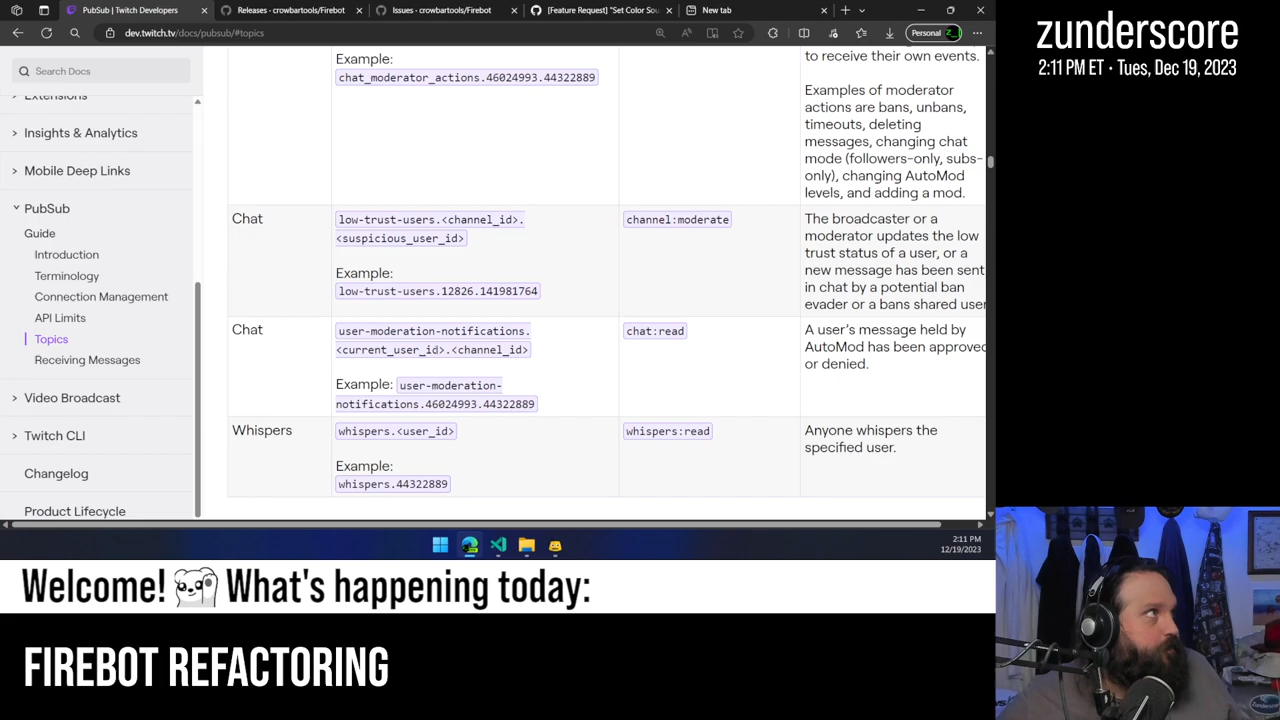 PubSub | Twitch Developers
Releases - crowbartools/Firebot
Issues - crowbartools/Firebot
[Feature Request] "Set Color Sou
New tab
dev.twitch.tv/docs/pubsub/#topics
Personal
zunderscore
2:11 PM ET • Tues, Dec 19, 2023
Search Docs
Extensions
Insights & Analytics
Mobile Deep Links
PubSub
Guide
Introduction
Terminology
Connection Management
API Limits
Topics
Receiving Messages
Video Broadcast
Twitch CLI
Changelog
Product Lifecycle
Example:
chat_moderator_actions.46024993.44322889
to receive their own events.
Examples of moderator
actions are bans, unbans,
timeouts, deleting
messages, changing chat
mode (followers-only, subs-
only), changing AutoMod
levels, and adding a mod.
Chat
low-trust-users.<channel_id>.
<suspicious_user_id>
Example:
low-trust-users.12826.141981764
channel:moderate
The broadcaster or a
moderator updates the low
trust status of a user, or a
new message has been sent
in chat by a potential ban
evader or a bans shared user
Chat
user-moderation-notifications.
<current_user_id>.<channel_id>
Example: user-moderation-
notifications.46024993.44322889
chat:read
A user's message held by
AutoMod has been approved
or denied.
Whispers
whispers.<user_id>
Example:
whispers.44322889
whispers:read
Anyone whispers the
specified user.
2:11 PM
12/19/2023
Welcome! What's happening today:
FIREBOT REFACTORING